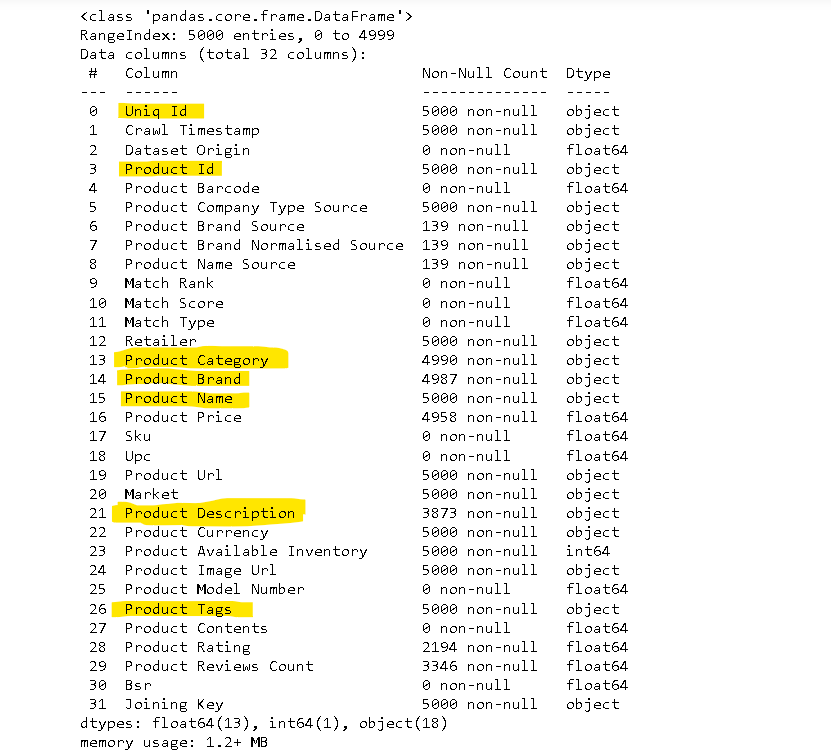 <class 'pandas.core.frame.DataFrame'>
RangeIndex: 5000 entries, 0 to 4999
Data columns (total 32 columns):
 #   Column                           Non-Null Count  Dtype
---  ------                           --------------  -----
 0   Uniq Id                          5000 non-null   object
 1   Crawl Timestamp                  5000 non-null   object
 2   Dataset Origin                   0 non-null      float64
 3   Product Id                       5000 non-null   object
 4   Product Barcode                  0 non-null      float64
 5   Product Company Type Source      5000 non-null   object
 6   Product Brand Source             139 non-null    object
 7   Product Brand Normalised Source  139 non-null    object
 8   Product Name Source              139 non-null    object
 9   Match Rank                       0 non-null      float64
 10  Match Score                      0 non-null      float64
 11  Match Type                       0 non-null      float64
 12  Retailer                         5000 non-null   object
 13  Product Category                 4990 non-null   object
 14  Product Brand                    4987 non-null   object
 15  Product Name                     5000 non-null   object
 16  Product Price                    4958 non-null   float64
 17  Sku                              0 non-null      float64
 18  Upc                              0 non-null      float64
 19  Product Url                      5000 non-null   object
 20  Market                           5000 non-null   object
 21  Product Description              3873 non-null   object
 22  Product Currency                 5000 non-null   object
 23  Product Available Inventory      5000 non-null   int64
 24  Product Image Url                5000 non-null   object
 25  Product Model Number             0 non-null      float64
 26  Product Tags                     5000 non-null   object
 27  Product Contents                 0 non-null      float64
 28  Product Rating                   2194 non-null   float64
 29  Product Reviews Count            3346 non-null   float64
 30  Bsr                              0 non-null      float64
 31  Joining Key                      5000 non-null   object
dtypes: float64(13), int64(1), object(18)
memory usage: 1.2+ MB